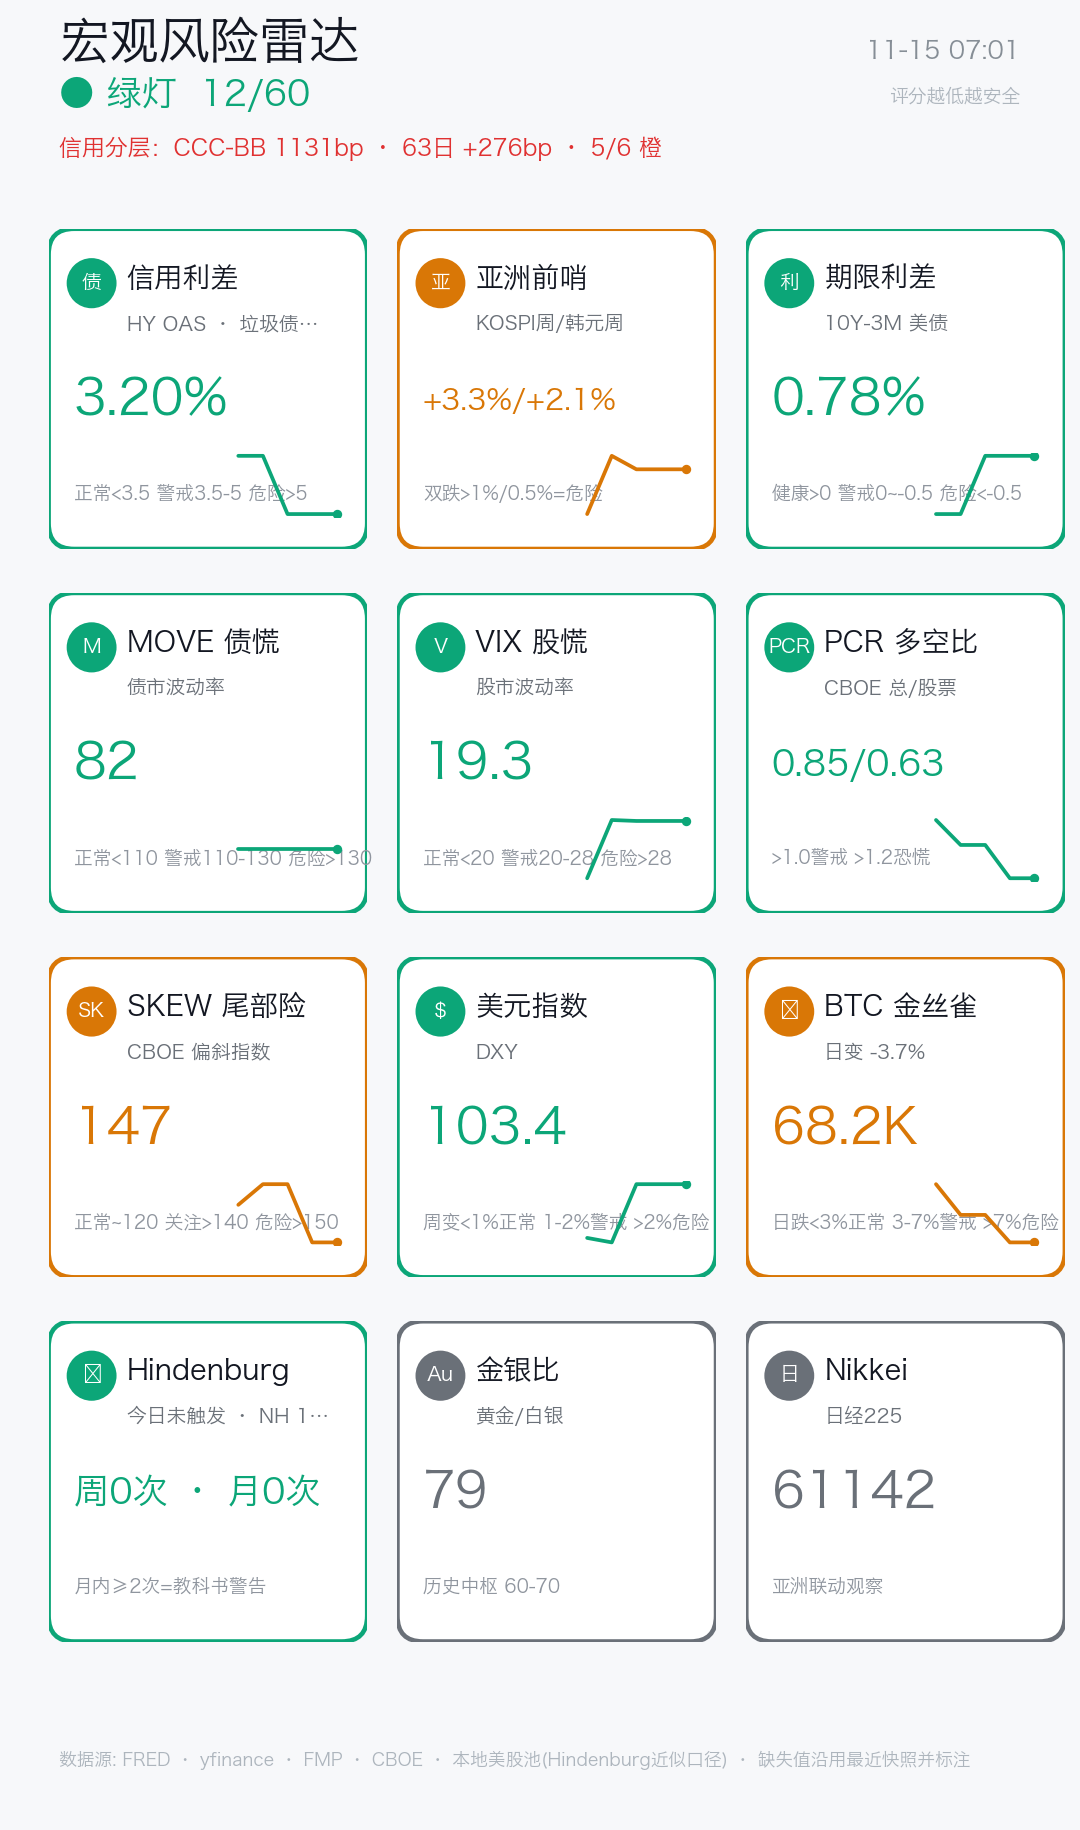 宏观风险雷达
11-15 07:01
绿灯 12/60
评分越低越安全
信用分层：CCC-BB 1131bp · 63日 +276bp · 5/6 橙
债 信用利差
HY OAS · 垃圾债…
3.20%
正常<3.5 警戒3.5-5 危险>5
亚 亚洲前哨
KOSPI周/韩元周
+3.3%/+2.1%
双跌>1%/0.5%=危险
利 期限利差
10Y-3M 美债
0.78%
健康>0 警戒0~-0.5 危险<-0.5
M MOVE 债慌
债市波动率
82
正常<110 警戒110-130 危险>130
V VIX 股慌
股市波动率
19.3
正常<20 警戒20-28 危险>28
PCR PCR 多空比
CBOE 总/股票
0.85/0.63
>1.0警戒 >1.2恐慌
SK SKEW 尾部险
CBOE 偏斜指数
147
正常~120 关注>140 危险>150
$ 美元指数
DXY
103.4
周变<1%正常 1-2%警戒 >2%危险
BTC 金丝雀
日变 -3.7%
68.2K
日跌<3%正常 3-7%警戒 >7%危险
Hindenburg
今日未触发 · NH 1…
周0次 · 月0次
月内≥2次=教科书警告
Au 金银比
黄金/白银
79
历史中枢 60-70
日 Nikkei
日经225
61142
亚洲联动观察
数据源: FRED · yfinance · FMP · CBOE · 本地美股池(Hindenburg近似口径) · 缺失值沿用最近快照并标注